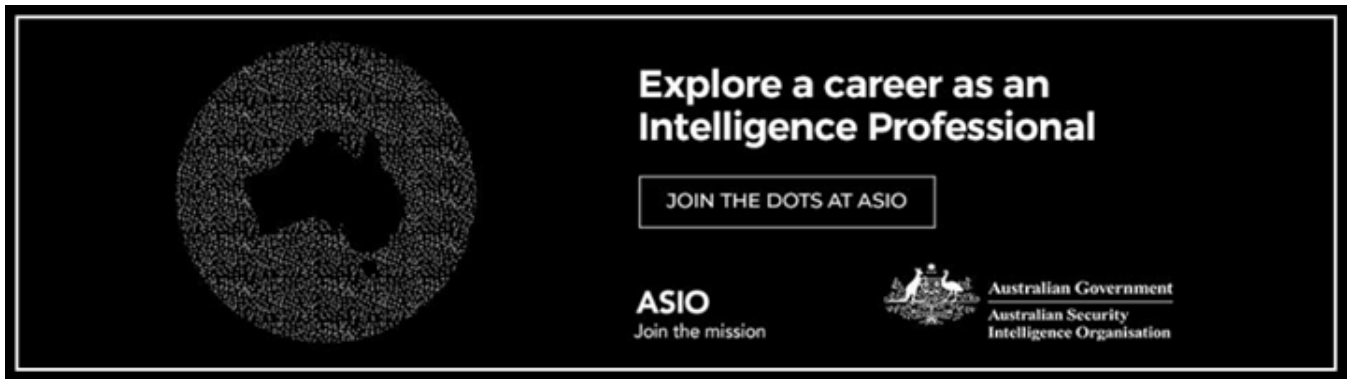 Explore a career as an
Intelligence Professional
JOIN THE DOTS AT ASIO
ASIO
Join the mission
Australian Government
Australian Security
Intelligence Organisation